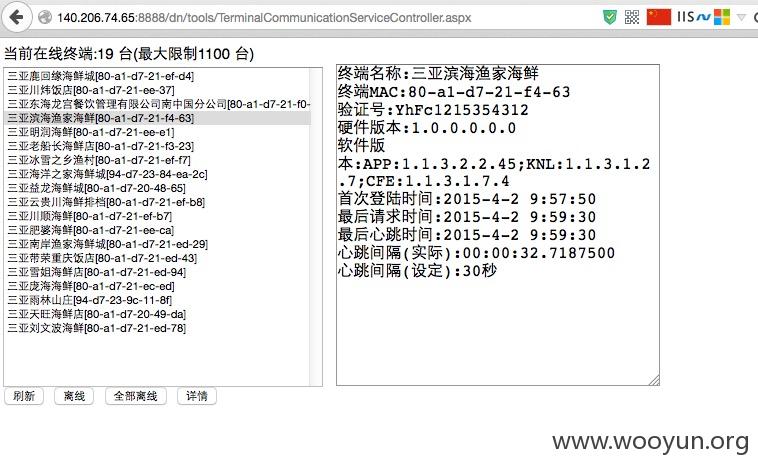 140.206.74.65:8888/dn/tools/TerminalCommunicationServiceController.aspx
IIS
当前在线终端:19 台(最大限制1100 台)
三亚鹿回缘海鲜城[80-a1-d7-21-ef-d4]
三亚川炜饭店[80-a1-d7-21-ee-37]
三亚东海龙宫餐饮管理有限公司南中国分公司[80-a1-d7-21-f0-
三亚滨海渔家海鲜[80-a1-d7-21-f4-63]
三亚明润海鲜[80-a1-d7-21-ee-e1]
三亚老船长海鲜店[80-a1-d7-21-f3-23]
三亚冰雪之乡渔村[80-a1-d7-21-ef-f7]
三亚海洋之家海鲜城[94-d7-23-84-ea-2c]
三亚益龙海鲜城[80-a1-d7-20-48-65]
三亚云贵川海鲜排档[80-a1-d7-21-ef-b8]
三亚川顺海鲜[80-a1-d7-21-ef-b7]
三亚肥婆海鲜[80-a1-d7-21-ee-ca]
三亚南岸渔家海鲜城[80-a1-d7-21-ed-29]
三亚带荣重庆饭店[80-a1-d7-21-ed-43]
三亚雪姐海鲜店[80-a1-d7-21-ed-94]
三亚庞海海鲜[80-a1-d7-21-ec-ed]
三亚雨林山庄[94-d7-23-9c-11-8f]
三亚天旺海鲜店[80-a1-d7-20-49-da]
三亚刘文波海鲜[80-a1-d7-21-ed-78]
终端名称:三亚滨海渔家海鲜
终端MAC:80-a1-d7-21-f4-63
验证号:YhFc1215354312
硬件版本:1.0.0.0.0.0
软件版
本:APP:1.1.3.2.2.45;KNL:1.1.3.1.2
.7;CFE:1.1.3.1.7.4
首次登陆时间:2015-4-2 9:57:50
最后请求时间:2015-4-2 9:59:30
最后心跳时间:2015-4-2 9:59:30
心跳间隔(实际):00:00:32.7187500
心跳间隔(设定):30秒
刷新 离线 全部离线 详情
www.wooyun.org